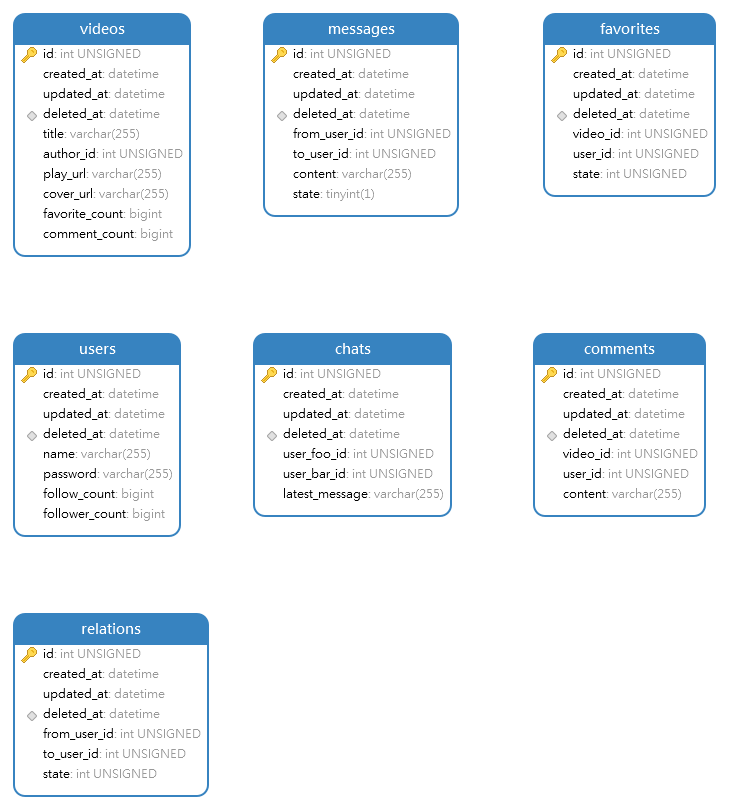 videos
id: int UNSIGNED
created_at: datetime
updated_at: datetime
deleted_at: datetime
title: varchar(255)
author_id: int UNSIGNED
play_url: varchar(255)
cover_url: varchar(255)
favorite_count: bigint
comment_count: bigint
messages
id: int UNSIGNED
created_at: datetime
updated_at: datetime
deleted_at: datetime
from_user_id: int UNSIGNED
to_user_id: int UNSIGNED
content: varchar(255)
state: tinyint(1)
favorites
id: int UNSIGNED
created_at: datetime
updated_at: datetime
deleted_at: datetime
video_id: int UNSIGNED
user_id: int UNSIGNED
state: int UNSIGNED
users
id: int UNSIGNED
created_at: datetime
updated_at: datetime
deleted_at: datetime
name: varchar(255)
password: varchar(255)
follow_count: bigint
follower_count: bigint
chats
id: int UNSIGNED
created_at: datetime
updated_at: datetime
deleted_at: datetime
user_foo_id: int UNSIGNED
user_bar_id: int UNSIGNED
latest_message: varchar(255)
comments
id: int UNSIGNED
created_at: datetime
updated_at: datetime
deleted_at: datetime
video_id: int UNSIGNED
user_id: int UNSIGNED
content: varchar(255)
relations
id: int UNSIGNED
created_at: datetime
updated_at: datetime
deleted_at: datetime
from_user_id: int UNSIGNED
to_user_id: int UNSIGNED
state: int UNSIGNED